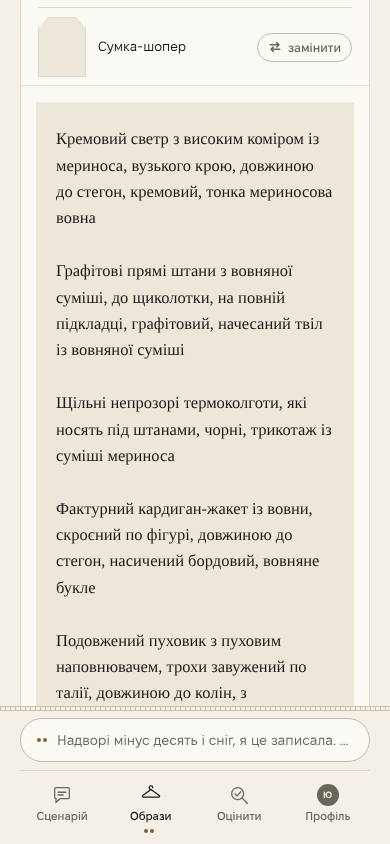 Сумка-шопер
замінити
Кремовий светр з високим коміром із
мериноса, вузького крою, довжиною
до стегон, кремовий, тонка мериносова
вовна
Графітові прямі штани з вовняної
суміші, до щиколотки, на повній
підкладці, графітовий, начесаний твіл
із вовняної суміші
Щільні непрозорі термоколготи, які
носять під штанами, чорні, трикотаж із
суміші мериноса
Фактурний кардиган-жакет із вовни,
скроєний по фігурі, довжиною до
стегон, насичений бордовий, вовняне
букле
Подовжений пуховик з пуховим
наповнювачем, трохи завужений по
талії, довжиною до колін, з
Надворі мінус десять і сніг, я це записала. ...
Сценарій
Образи
Оцінити
Ю
Профіль